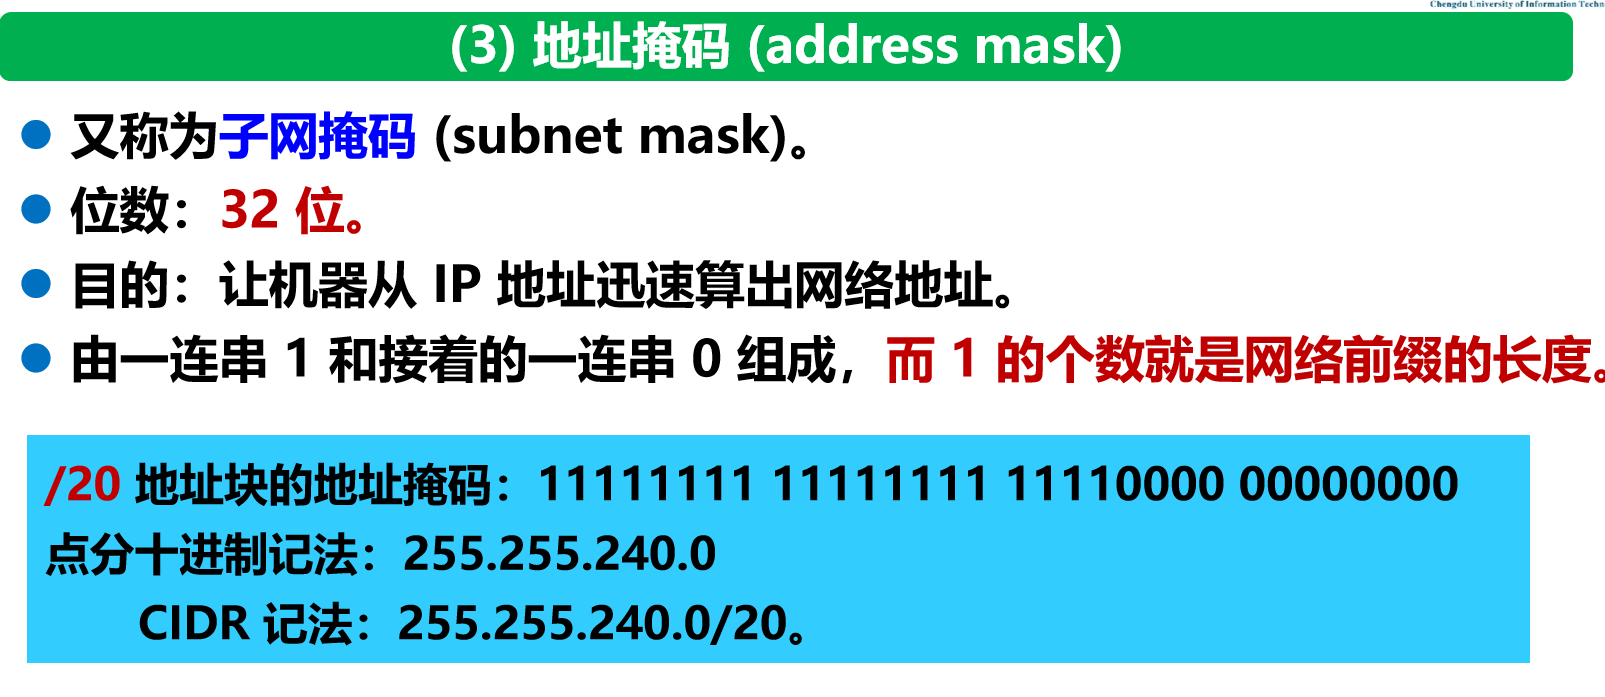 Chengdu University of Information Techn
(3) 地址掩码 (address mask)
又称为子网掩码 (subnet mask)。
位数：32 位。
目的：让机器从 IP 地址迅速算出网络地址。
由一连串 1 和接着的一连串 0 组成，而 1 的个数就是网络前缀的长度。
/20 地址块的地址掩码：11111111 11111111 11110000 00000000
点分十进制记法：255.255.240.0
CIDR 记法：255.255.240.0/20。